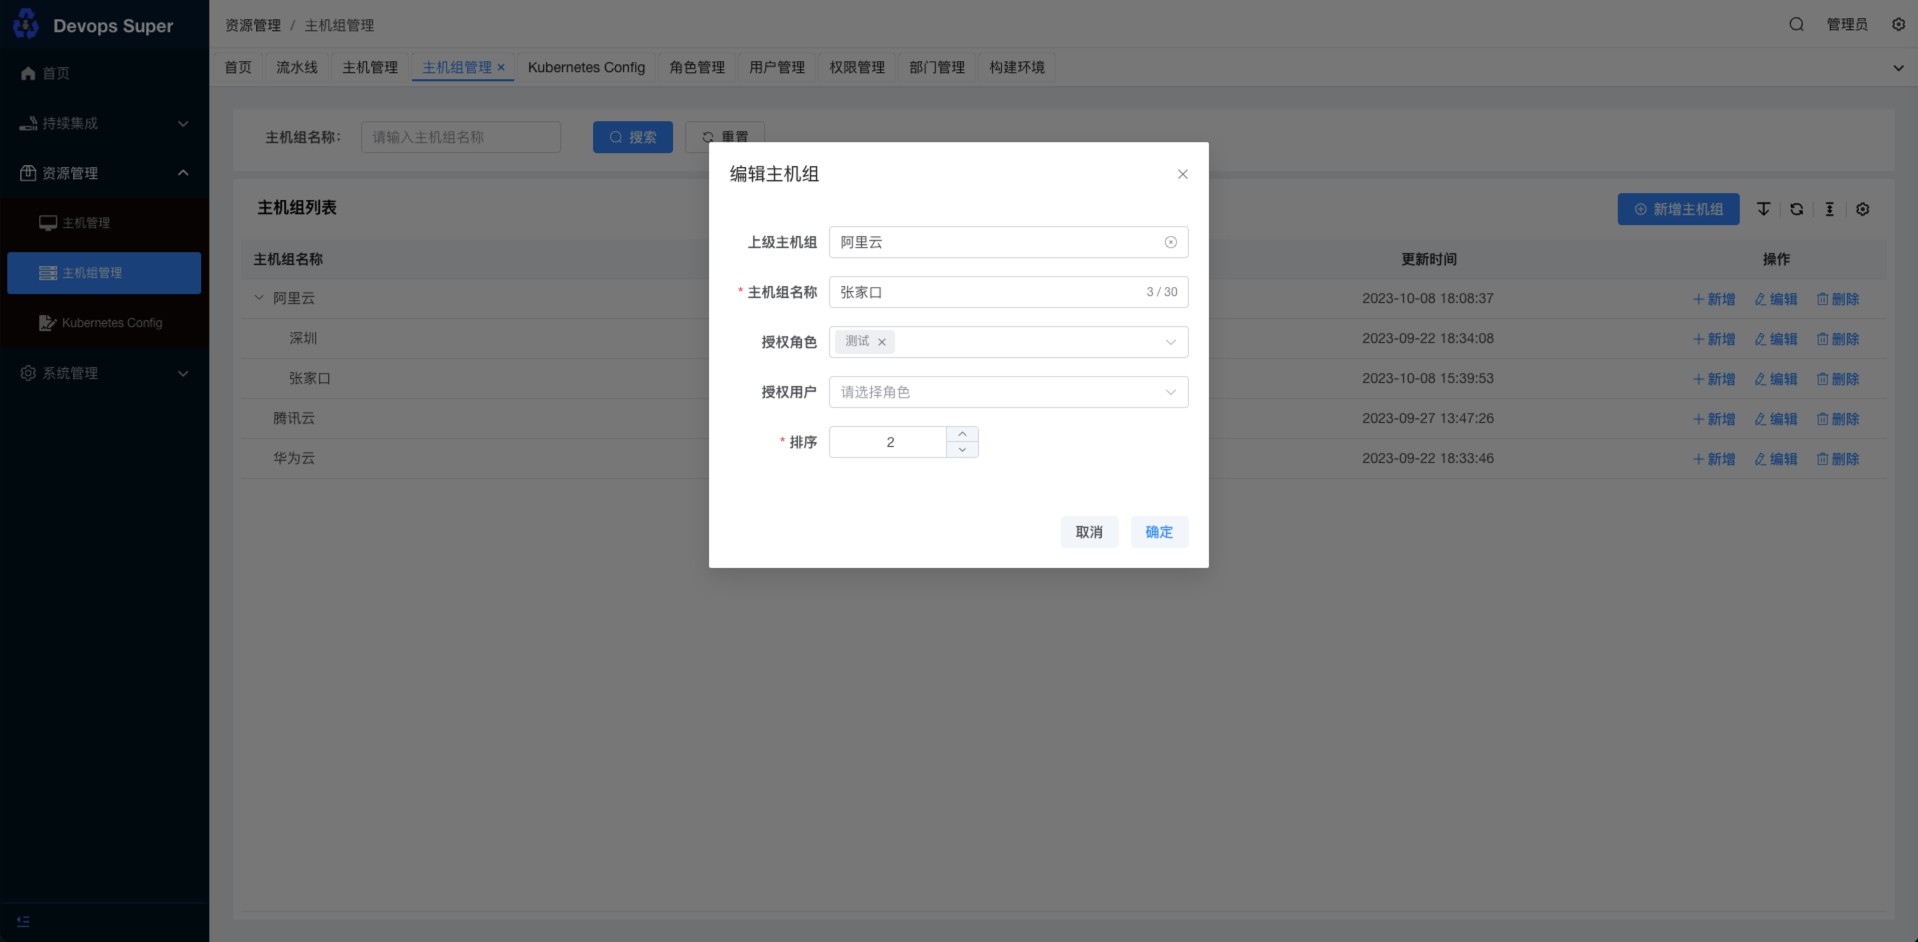 Devops Super
资源管理 / 主机组管理
管理员
首页
持续集成
资源管理
主机管理
主机组管理
Kubernetes Config
系统管理
首页 流水线 主机管理 主机组管理 × Kubernetes Config 角色管理 用户管理 权限管理 部门管理 构建环境
主机组名称: 请输入主机组名称 搜索 重置
主机组列表 新增主机组
主机组名称 更新时间 操作
阿里云 2023-10-08 18:08:37 新增 编辑 删除
深圳 2023-09-22 18:34:08 新增 编辑 删除
张家口 2023-10-08 15:39:53 新增 编辑 删除
腾讯云 2023-09-27 13:47:26 新增 编辑 删除
华为云 2023-09-22 18:33:46 新增 编辑 删除
编辑主机组
上级主机组 阿里云
* 主机组名称 张家口 3 / 30
授权角色 测试
授权用户 请选择角色
* 排序 2
取消 确定